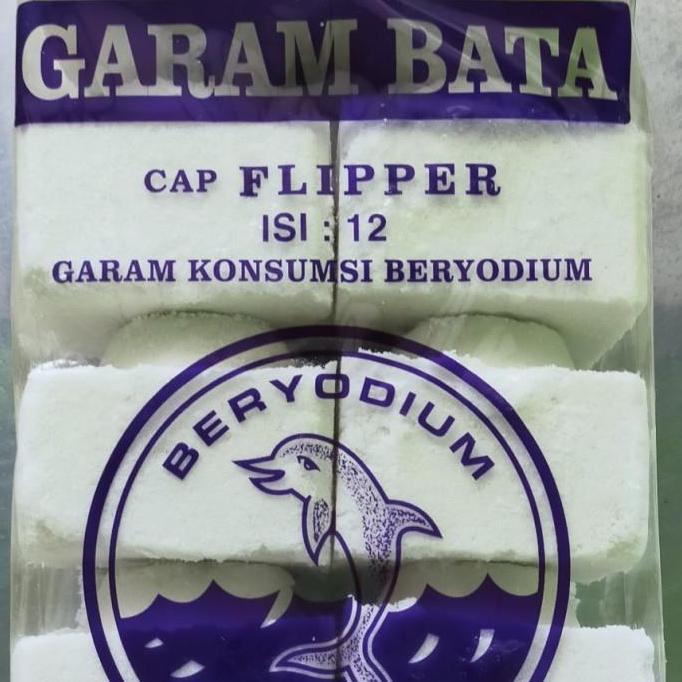 GARAM BATA
CAP FLIPPER
ISI : 12
GARAM KONSUMSI BERYODIUM
BERYODIUM